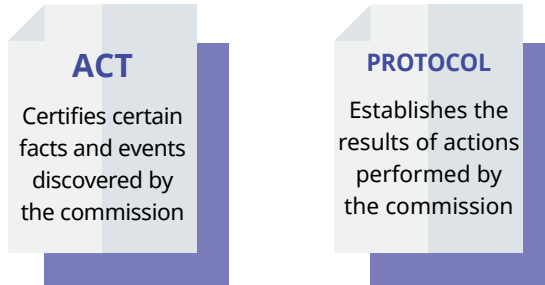 ACT
Certifies certain
facts and events
discovered by
the commission
PROTOCOL
Establishes the
results of actions
performed by
the commission